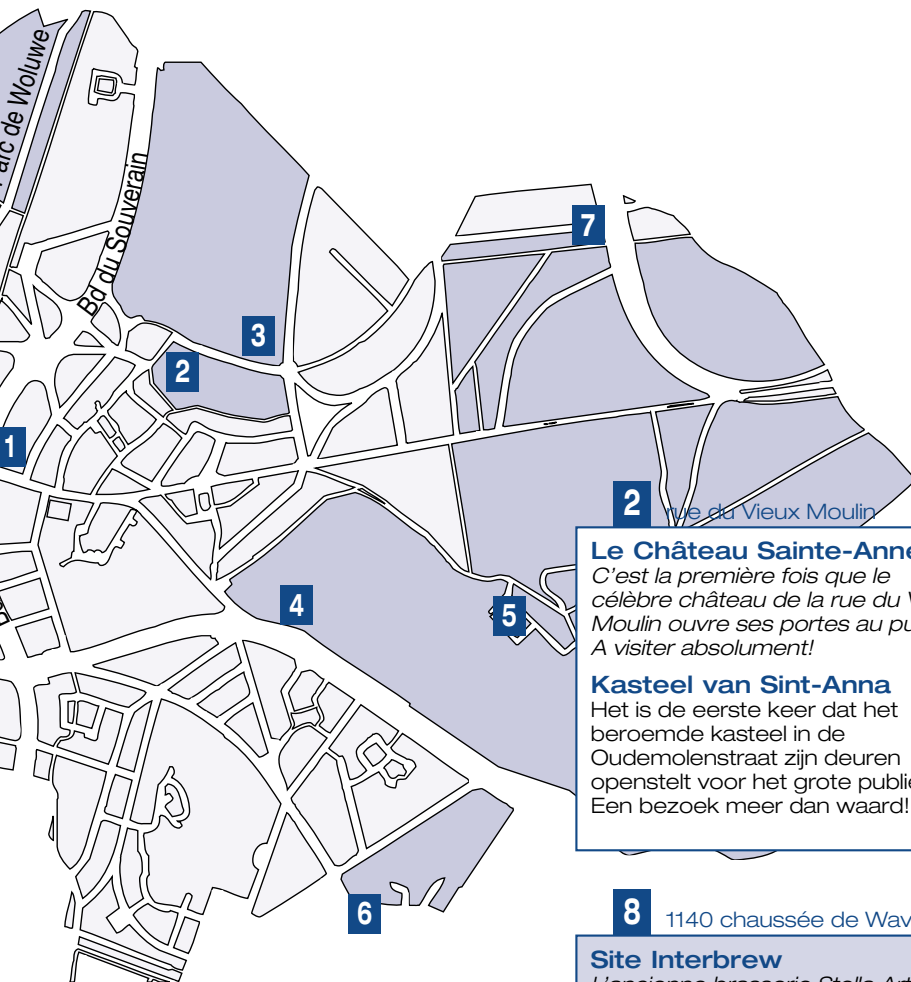 Parc de Woluwe
Bd du Souverain
7
3
2
1
4
5
6
2 rue du Vieux Moulin
Le Château Sainte-Anne
C'est la première fois que le
célèbre château de la rue du
Moulin ouvre ses portes au
A visiter absolument!
Kasteel van Sint-Anna
Het is de eerste keer dat het
beroemde kasteel in de
Oudemolenstraat zijn deuren
openstelt voor het grote
Een bezoek meer dan waard!
8 1140 chaussée de
Site Interbrew